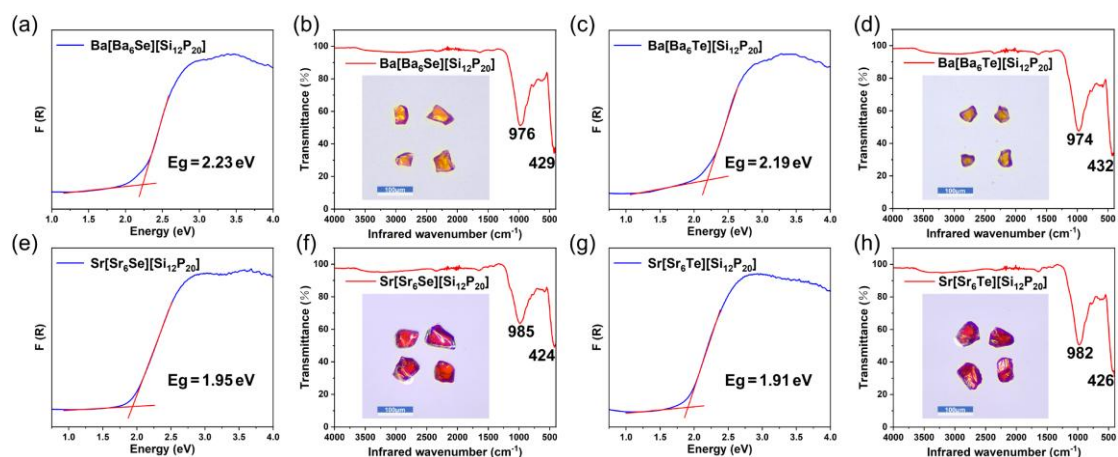 (a)
Ba[Ba₆Se][Si₁₂P₂₀]
F (R)
Eg = 2.23 eV
1.0 1.5 2.0 2.5 3.0 3.5 4.0
Energy (eV)
(b)
100
80
60
40
20
0
Transmittance (%)
Ba[Ba₆Se][Si₁₂P₂₀]
976
429
100μm
4000 3500 3000 2500 2000 1500 1000 500
Infrared wavenumber (cm⁻¹)
(c)
Ba[Ba₆Te][Si₁₂P₂₀]
F (R)
Eg = 2.19 eV
1.0 1.5 2.0 2.5 3.0 3.5 4.0
Energy (eV)
(d)
100
80
60
40
20
0
Transmittance (%)
Ba[Ba₆Te][Si₁₂P₂₀]
974
432
100μm
4000 3500 3000 2500 2000 1500 1000 500
Infrared wavenumber (cm⁻¹)
(e)
Sr[Sr₆Se][Si₁₂P₂₀]
F (R)
Eg = 1.95 eV
1.0 1.5 2.0 2.5 3.0 3.5 4.0
Energy (eV)
(f)
100
80
60
40
20
0
Transmittance (%)
Sr[Sr₆Se][Si₁₂P₂₀]
985
424
100μm
4000 3500 3000 2500 2000 1500 1000 500
Infrared wavenumber (cm⁻¹)
(g)
Sr[Sr₆Te][Si₁₂P₂₀]
F (R)
Eg = 1.91 eV
1.0 1.5 2.0 2.5 3.0 3.5 4.0
Energy (eV)
(h)
100
80
60
40
20
0
Transmittance (%)
Sr[Sr₆Te][Si₁₂P₂₀]
982
426
100μm
4000 3500 3000 2500 2000 1500 1000 500
Infrared wavenumber (cm⁻¹)